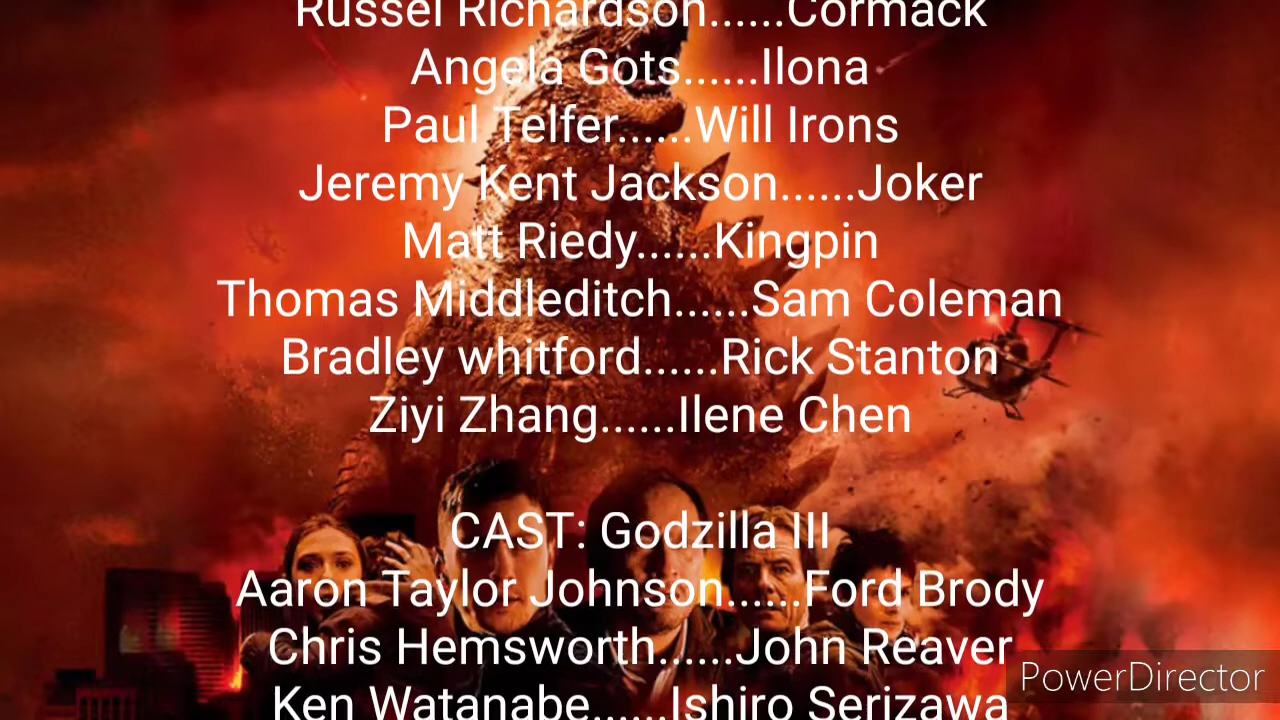 Russel Richardson......Cormack
Angela Gots......Ilona
Paul Telfer......Will Irons
Jeremy Kent Jackson......Joker
Matt Riedy......Kingpin
Thomas Middleditch......Sam Coleman
Bradley whitford......Rick Stanton
Ziyi Zhang......Ilene Chen
CAST: Godzilla III
Aaron Taylor Johnson......Ford Brody
Chris Hemsworth......John Reaver
Ken Watanabe......Ishiro Serizawa
PowerDirector